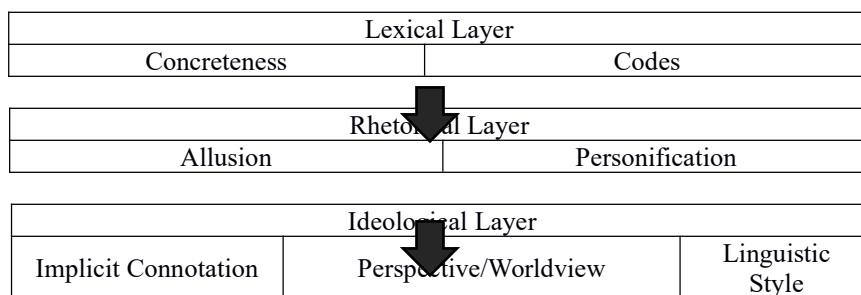 Lexical Layer
Concreteness Codes
Rhetorical Layer
Allusion Personification
Ideological Layer
Implicit Connotation Perspective/Worldview Linguistic
Style